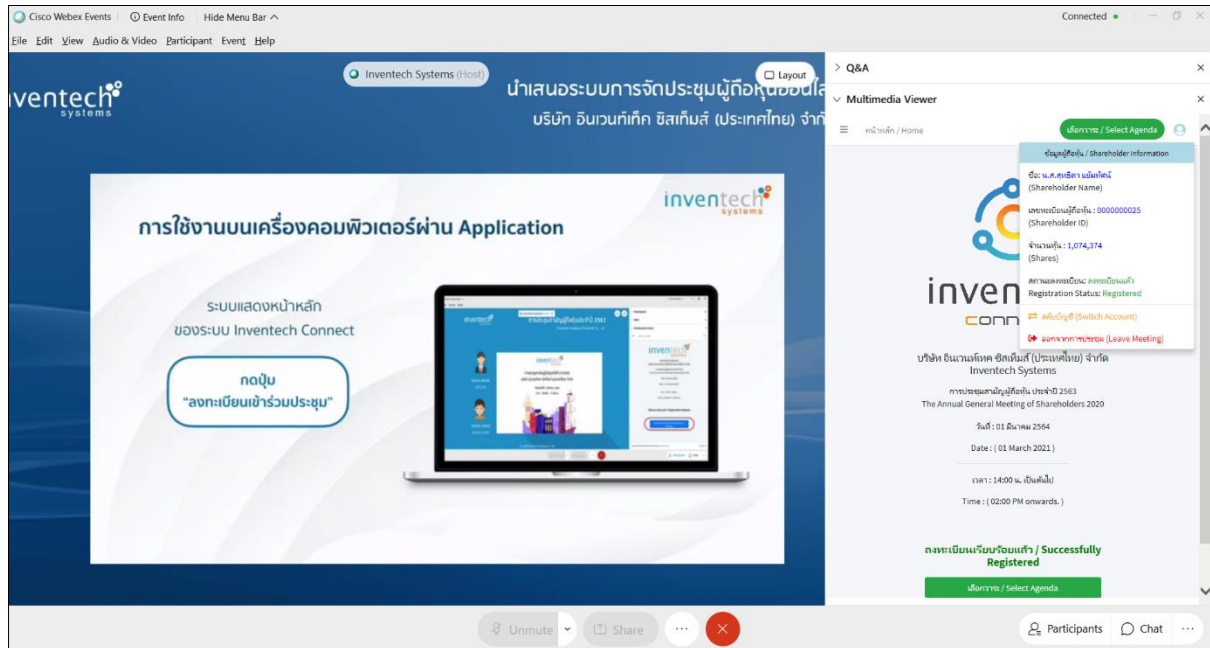 Cisco Webex Events
Event Info
Hide Menu Bar
Connected
File Edit View Audio & Video Participant Event Help
Inventech Systems (Host)
Layout
inventech
systems
นำเสนอระบบการจัดประชุมผู้ถือหุ้นออนไล
บริษัท อินเวนท์เท็ค ซิสเท็มส์ (ประเทศไทย) จำกั
inventech
systems
การใช้งานบนเครื่องคอมพิวเตอร์ผ่าน Application
ระบบแสดงหน้าหลัก
ของระบบ Inventech Connect
กดปุ่ม
“ลงทะเบียนเข้าร่วมประชุม”
Q&A
Multimedia Viewer
หน้าหลัก / Home
เลือกวาระ / Select Agenda
ข้อมูลผู้ถือหุ้น / Shareholder Information
ชื่อ: น.ส.สุทธิดา แย้มทัศน์
(Shareholder Name)
เลขทะเบียนผู้ถือหุ้น : 0000000025
(Shareholder ID)
จำนวนหุ้น : 1,074,374
(Shares)
สถานะลงทะเบียน: ลงทะเบียนแล้ว
Registration Status: Registered
สลับบัญชี (Switch Account)
ออกจากการประชุม (Leave Meeting)
inven
CONN
บริษัท อินเวนท์เทค ซิสเท็มส์ (ประเทศไทย) จำกัด
Inventech Systems
การประชุมสามัญผู้ถือหุ้น ประจำปี 2563
The Annual General Meeting of Shareholders 2020
วันที่ : 01 มีนาคม 2564
Date : ( 01 March 2021 )
เวลา : 14:00 น. เป็นต้นไป
Time : ( 02:00 PM onwards. )
ลงทะเบียนเรียบร้อยแล้ว / Successfully
Registered
เลือกวาระ / Select Agenda
Unmute
Share
Participants
Chat